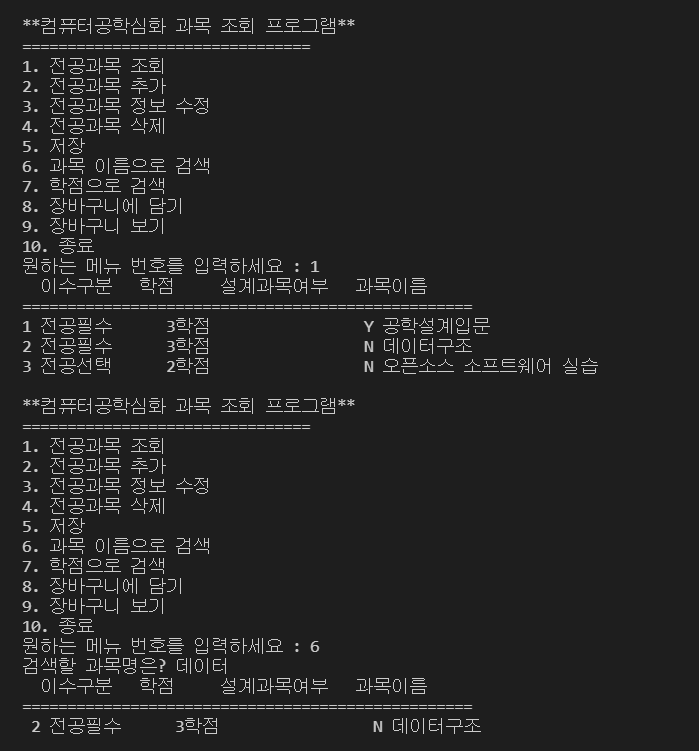 **컴퓨터공학심화 과목 조회 프로그램**
================================
1. 전공과목 조회
2. 전공과목 추가
3. 전공과목 정보 수정
4. 전공과목 삭제
5. 저장
6. 과목 이름으로 검색
7. 학점으로 검색
8. 장바구니에 담기
9. 장바구니 보기
10. 종료
원하는 메뉴 번호를 입력하세요 : 1
이수구분 학점 설계과목여부 과목이름
==================================================
1 전공필수 3학점 Y 공학설계입문
2 전공필수 3학점 N 데이터구조
3 전공선택 2학점 N 오픈소스 소프트웨어 실습
**컴퓨터공학심화 과목 조회 프로그램**
================================
1. 전공과목 조회
2. 전공과목 추가
3. 전공과목 정보 수정
4. 전공과목 삭제
5. 저장
6. 과목 이름으로 검색
7. 학점으로 검색
8. 장바구니에 담기
9. 장바구니 보기
10. 종료
원하는 메뉴 번호를 입력하세요 : 6
검색할 과목명은? 데이터
이수구분 학점 설계과목여부 과목이름
==================================================
2 전공필수 3학점 N 데이터구조